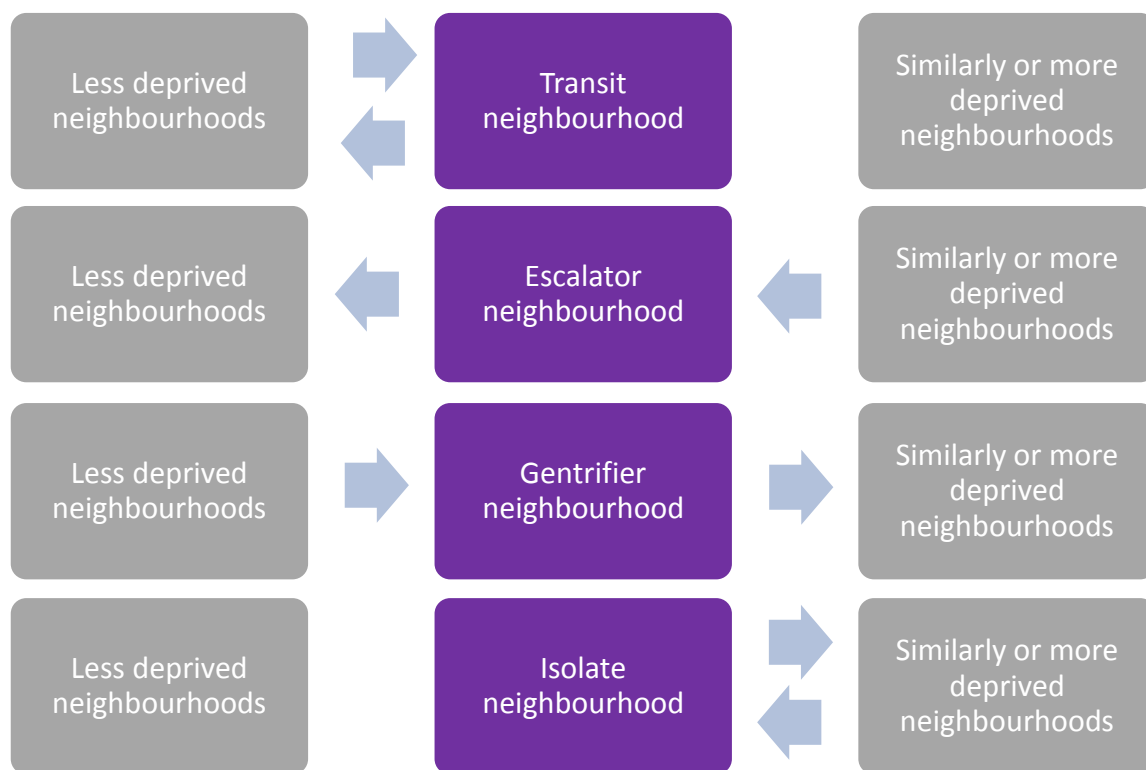 Less deprived
neighbourhoods
Transit
neighbourhood
Similarly or more
deprived
neighbourhoods
Less deprived
neighbourhoods
Escalator
neighbourhood
Similarly or more
deprived
neighbourhoods
Less deprived
neighbourhoods
Gentrifier
neighbourhood
Similarly or more
deprived
neighbourhoods
Less deprived
neighbourhoods
Isolate
neighbourhood
Similarly or more
deprived
neighbourhoods